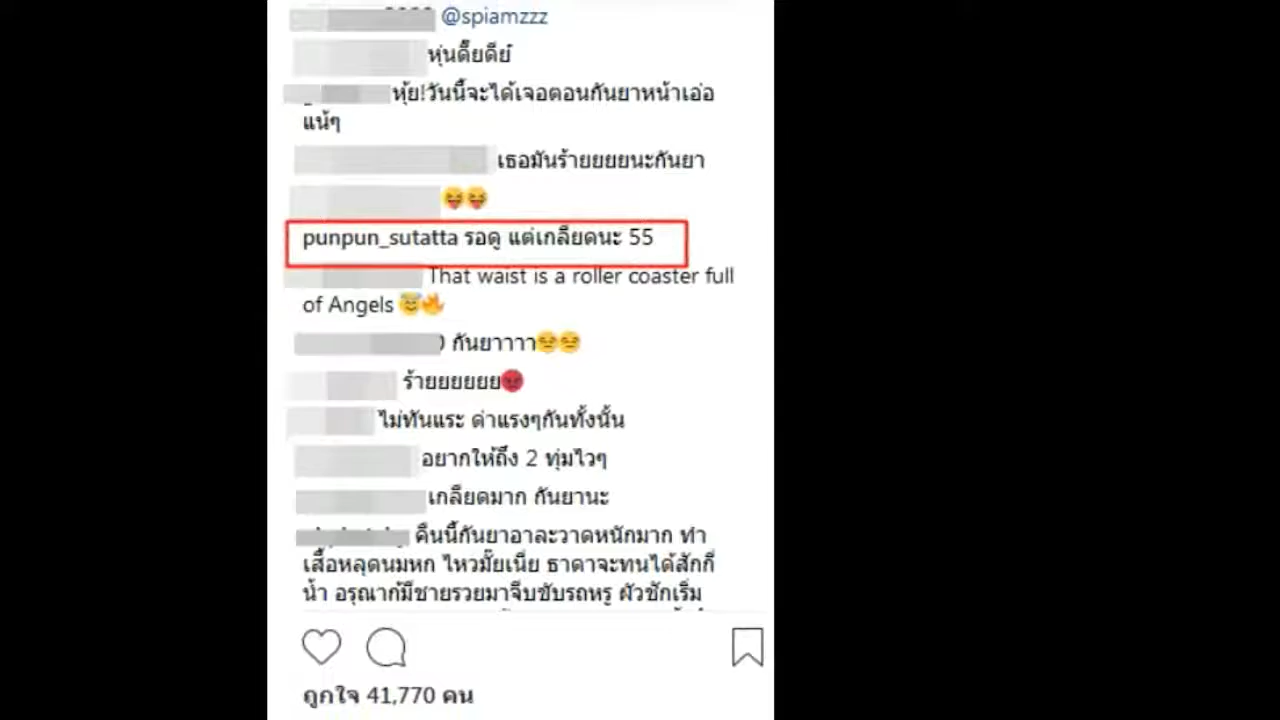 @spiamzzz
หุ่นดี๊ยดีย์
หุ้ย!วันนี้จะได้เจอตอนกันยาหน้าเอ่อ
แน้ๆ
เธอมันร้ายยยยนะกันยา
😝😝
punpun_sutatta รอดู แต่เกลียดนะ 55
That waist is a roller coaster full
of Angels 😇🔥
กันยาาาา😒😒
ร้ายยยยยย😡
ไม่ทันแระ ด่าแรงๆกันทั้งนั้น
อยากให้ถึง 2 ทุ่มไวๆ
เกลียดมาก กันยานะ
คืนนี้กันยาอาละวาดหนักมาก ทำ
เสื้อหลุดนมหก ไหวมั๊ยเนี่ย ธาดาจะทนได้สักกี่
น้ำ อรุณาก้มีชายรวยมาจีบขับรถหรู ผัวชักเริ่ม
ถูกใจ 41,770 คน